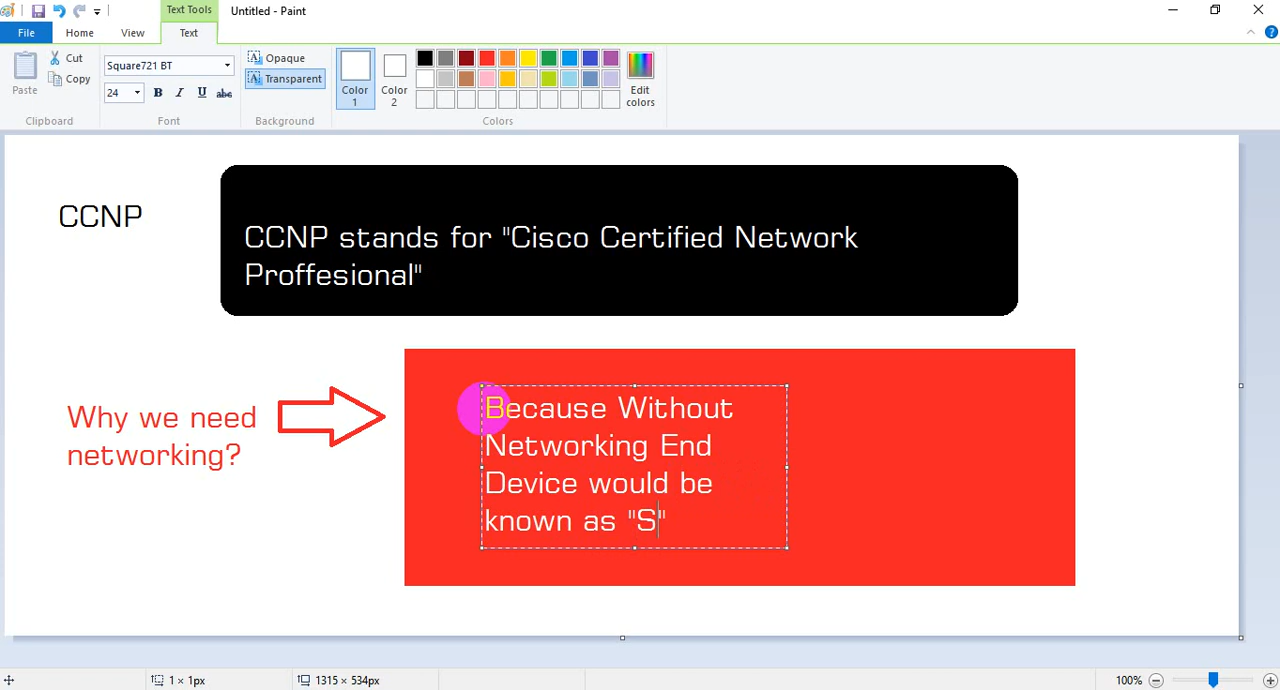 Text Tools
Untitled - Paint
File
Home
View
Text
Paste
Cut
Copy
Clipboard
Square721 BT
24
B I U abc
Font
Opaque
Transparent
Background
Color 1
Color 2
Edit colors
Colors
CCNP
CCNP stands for "Cisco Certified Network
Proffesional"
Why we need
networking?
Because Without
Networking End
Device would be
known as "S"
1 × 1px
1315 × 534px
100%